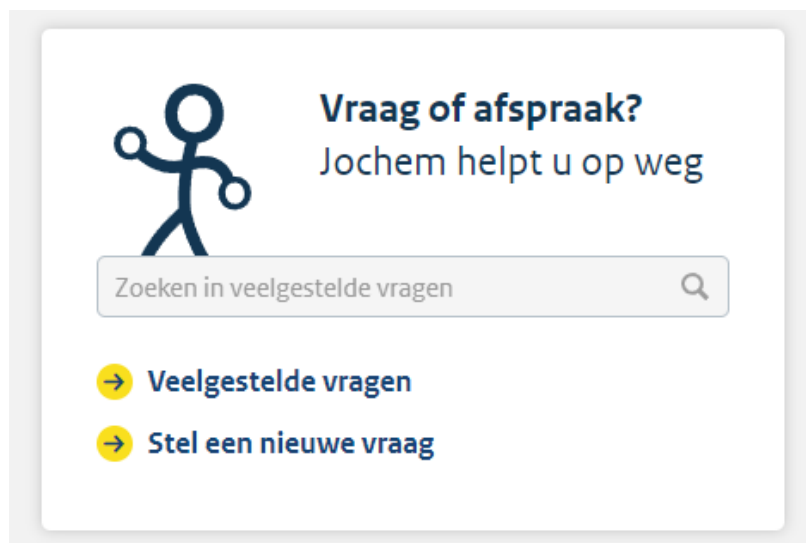 Vraag of afspraak?
Jochem helpt u op weg
Zoeken in veelgestelde vragen
Veelgestelde vragen
Stel een nieuwe vraag